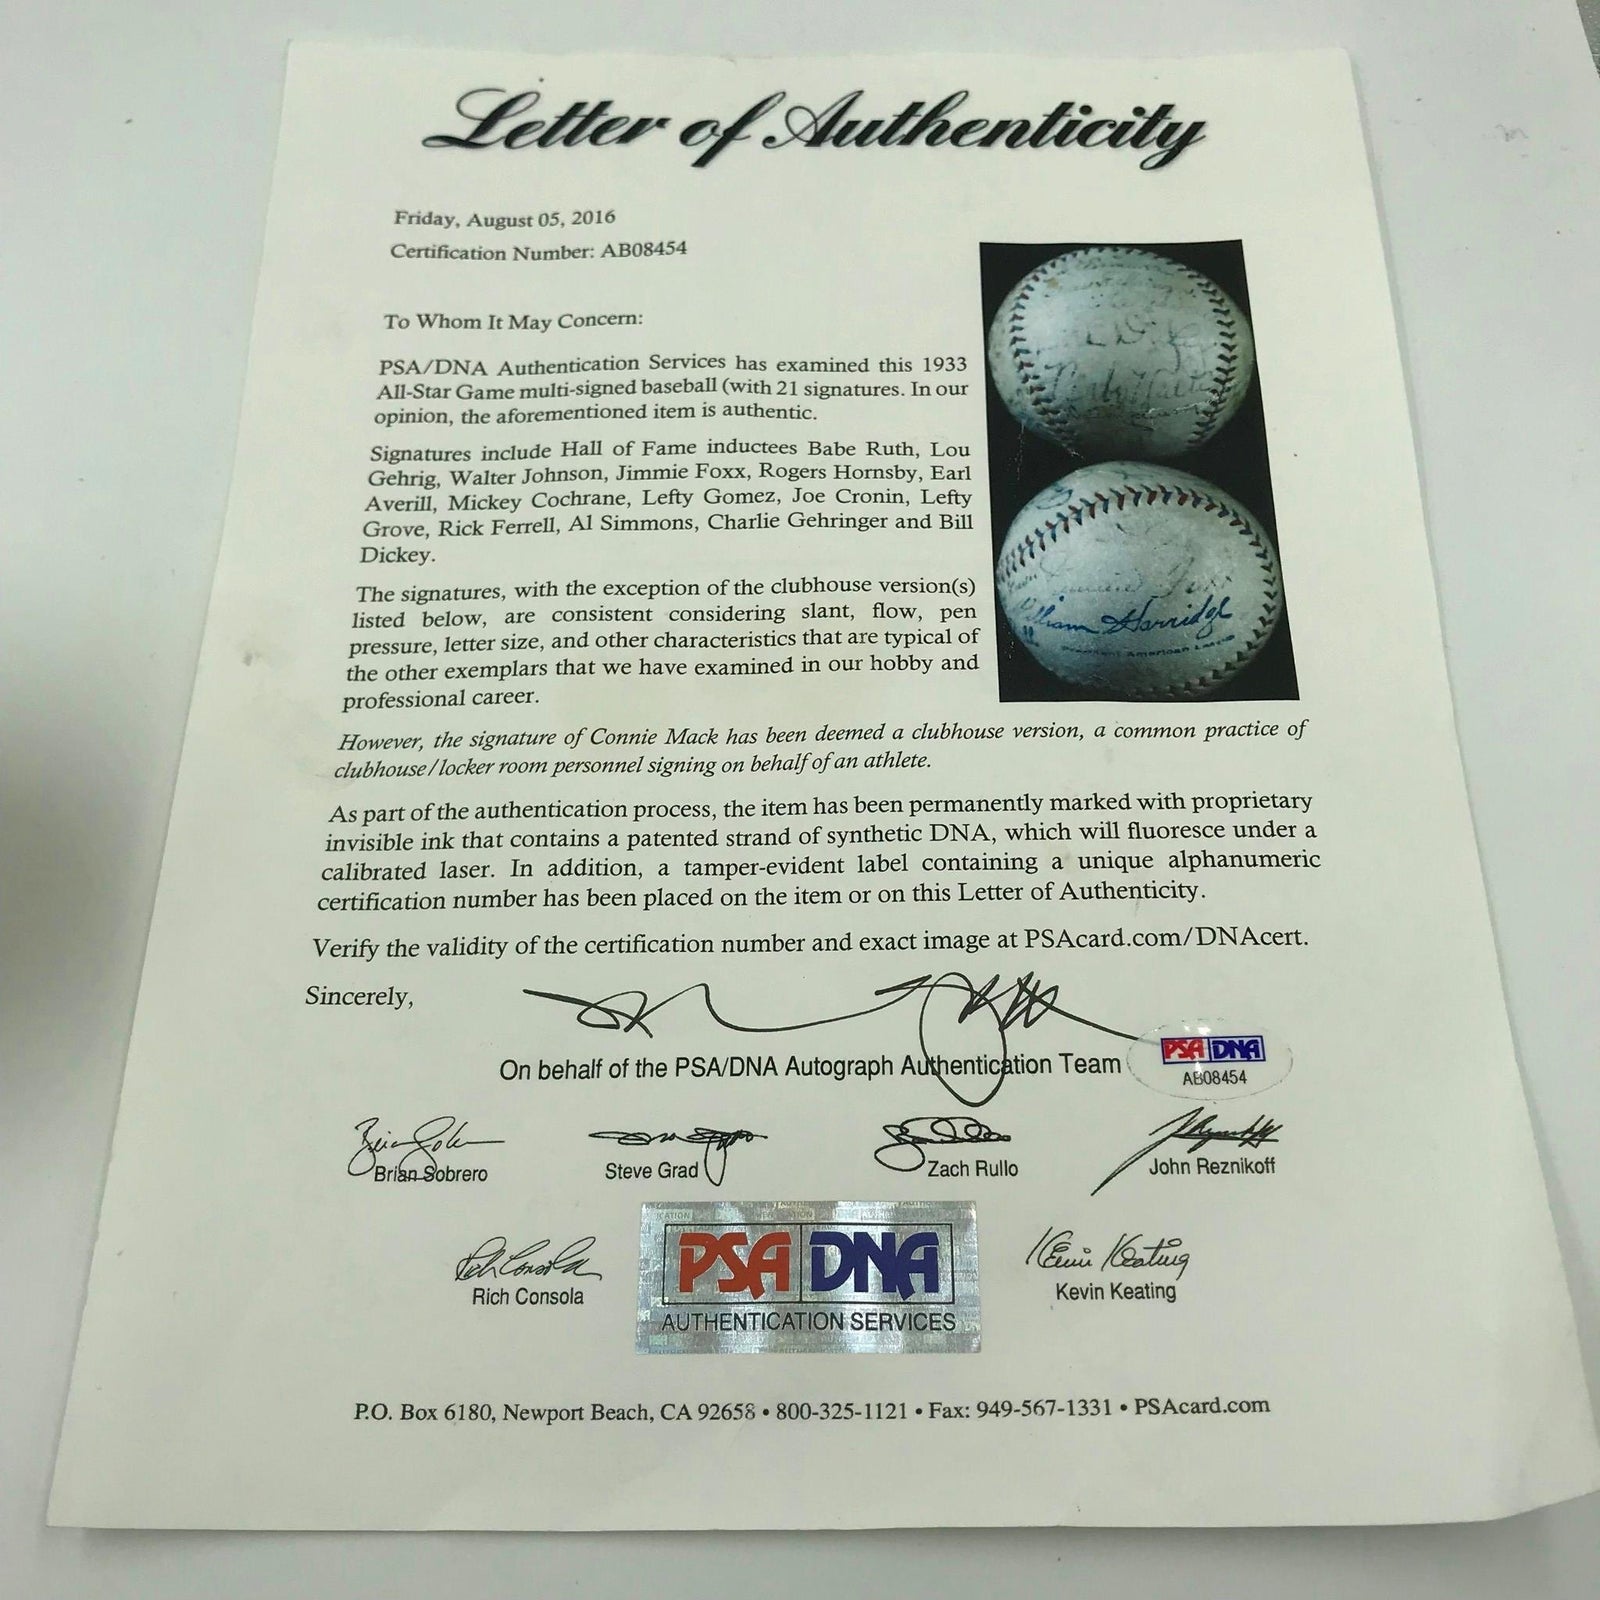 Letter of Authenticity
Friday, August 05, 2016
Certification Number: AB08454
To Whom It May Concern:
PSA/DNA Authentication Services has examined this 1933
All-Star Game multi-signed baseball (with 21 signatures. In our
opinion, the aforementioned item is authentic.
Signatures include Hall of Fame inductees Babe Ruth, Lou
Gehrig, Walter Johnson, Jimmie Foxx, Rogers Hornsby, Earl
Averill, Mickey Cochrane, Lefty Gomez, Joe Cronin, Lefty
Grove, Rick Ferrell, Al Simmons, Charlie Gehringer and Bill
Dickey.
The signatures, with the exception of the clubhouse version(s)
listed below, are consistent considering slant, flow, pen
pressure, letter size, and other characteristics that are typical of
the other exemplars that we have examined in our hobby and
professional career.
However, the signature of Connie Mack has been deemed a clubhouse version, a common practice of
clubhouse/locker room personnel signing on behalf of an athlete.
As part of the authentication process, the item has been permanently marked with proprietary
invisible ink that contains a patented strand of synthetic DNA, which will fluoresce under a
calibrated laser. In addition, a tamper-evident label containing a unique alphanumeric
certification number has been placed on the item or on this Letter of Authenticity.
Verify the validity of the certification number and exact image at PSAcard.com/DNAcert.
Sincerely,
On behalf of the PSA/DNA Autograph Authentication Team
PSA DNA
AB08454
Brian Sobrero Steve Grad Zach Rullo John Reznikoff
Rich Consola
Kevin Keating
Kevin Keating
PSA DNA
AUTHENTICATION SERVICES
P.O. Box 6180, Newport Beach, CA 92658 • 800-325-1121 • Fax: 949-567-1331 • PSAcard.com
Harridge
President American League